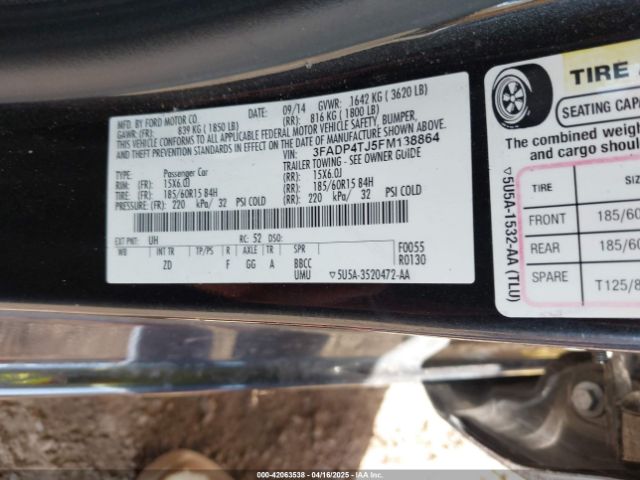 MFD. BY FORD MOTOR CO.
DATE: 09/14 GVWR: 1642 KG ( 3620 LB)
GAWR: (FR): 839 KG ( 1850 LB) (RR): 816 KG ( 1800 LB)
THIS VEHICLE CONFORMS TO ALL APPLICABLE FEDERAL MOTOR VEHICLE SAFETY, BUMPER,
AND THEFT PREVENTION STANDARDS IN EFFECT ON THE DATE OF MANUFACTURE SHOWN ABOVE.
VIN: 3FADP4TJ5FM138864
TYPE: Passenger Car TRAILER TOWING - SEE OWNER GUIDE
RIM: (FR): 15X6.0J (RR): 15X6.0J
TIRE: (FR): 185/60R15 84H (RR): 185/60R15 84H
PRESSURE: (FR): 220 kPa/ 32 PSI COLD (RR): 220 kPa/ 32 PSI COLD
EXT PNT: UH RC: 52 DSO:
WB INT TR TP/PS R AXLE TR SPR F0055
ZD F GG A BBCC R0130
UMU ▽5U5A-3520472-AA
TIRE
SEATING CAPA
The combined weigh
and cargo shou
TIRE SIZ
FRONT 185/60
REAR 185/60
SPARE T125/8
▽5U5A-1532-AA (TLU)
000-42063538 - 04/16/2025 - IAA